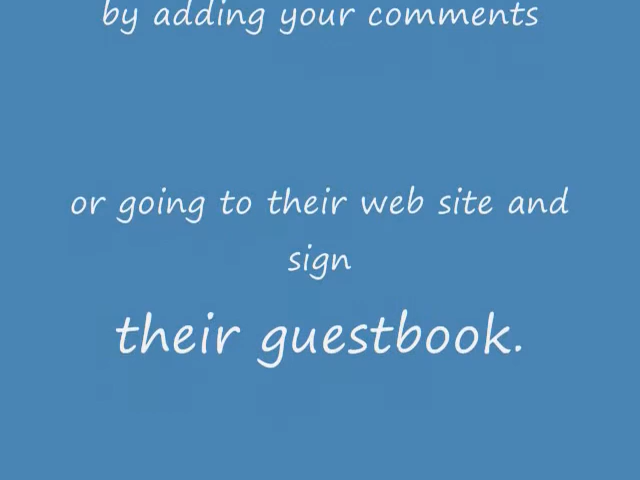 by adding your comments
or going to their web site and
sign
their guestbook.